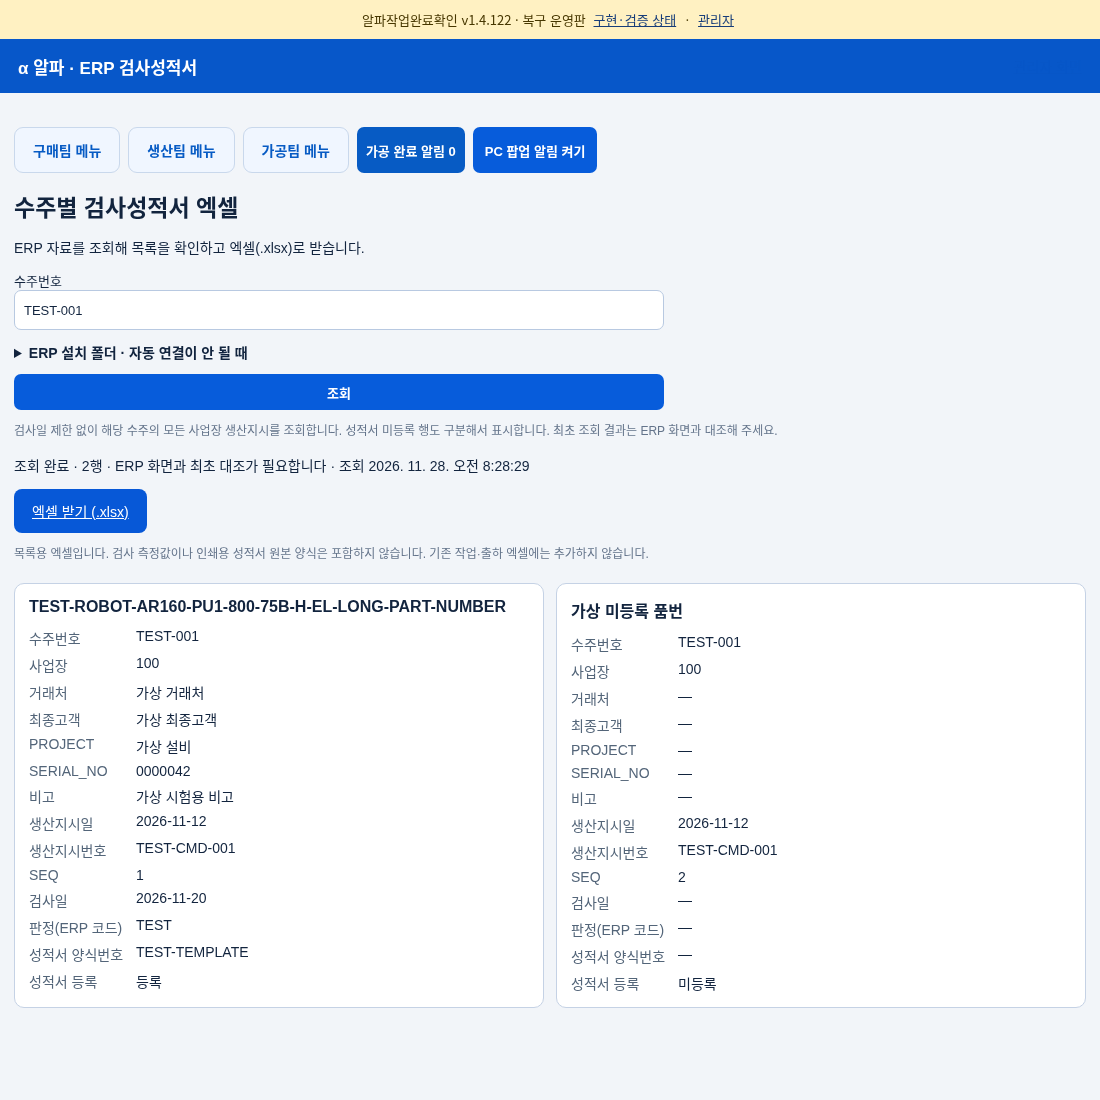 알파작업완료확인 v1.4.122 · 복구 운영판 구현·검증 상태 · 관리자
α 알파 · ERP 검사성적서
구매팀 메뉴 생산팀 메뉴 가공팀 메뉴 가공 완료 알림 0 PC 팝업 알림 켜기
수주별 검사성적서 엑셀
ERP 자료를 조회해 목록을 확인하고 엑셀(.xlsx)로 받습니다.
수주번호
TEST-001
▶ ERP 설치 폴더 · 자동 연결이 안 될 때
조회
검사일 제한 없이 해당 수주의 모든 사업장 생산지시를 조회합니다. 성적서 미등록 행도 구분해서 표시합니다. 최초 조회 결과는 ERP 화면과 대조해 주세요.
조회 완료 · 2행 · ERP 화면과 최초 대조가 필요합니다 · 조회 2026. 11. 28. 오전 8:28:29
엑셀 받기 (.xlsx)
목록용 엑셀입니다. 검사 측정값이나 인쇄용 성적서 원본 양식은 포함하지 않습니다. 기존 작업·출하 엑셀에는 추가하지 않습니다.
TEST-ROBOT-AR160-PU1-800-75B-H-EL-LONG-PART-NUMBER
수주번호 TEST-001
사업장 100
거래처 가상 거래처
최종고객 가상 최종고객
PROJECT 가상 설비
SERIAL_NO 0000042
비고 가상 시험용 비고
생산지시일 2026-11-12
생산지시번호 TEST-CMD-001
SEQ 1
검사일 2026-11-20
판정(ERP 코드) TEST
성적서 양식번호 TEST-TEMPLATE
성적서 등록 등록
가상 미등록 품번
수주번호 TEST-001
사업장 100
거래처 —
최종고객 —
PROJECT —
SERIAL_NO —
비고 —
생산지시일 2026-11-12
생산지시번호 TEST-CMD-001
SEQ 2
검사일 —
판정(ERP 코드) —
성적서 양식번호 —
성적서 등록 미등록